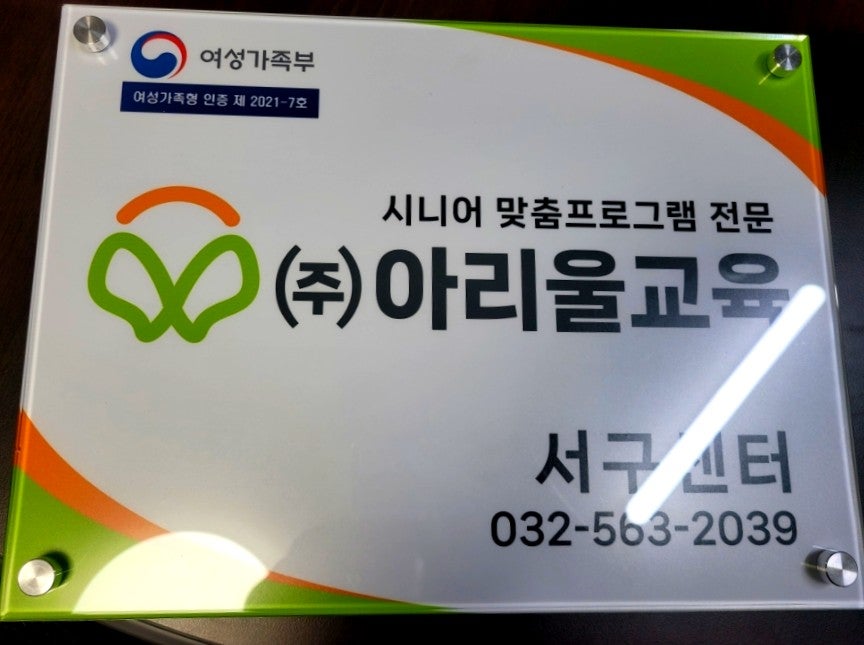 여성가족부
여성가족형 인증 제 2021-7호
시니어 맞춤프로그램 전문
(주)아리울교육
서구센터
032-563-2039